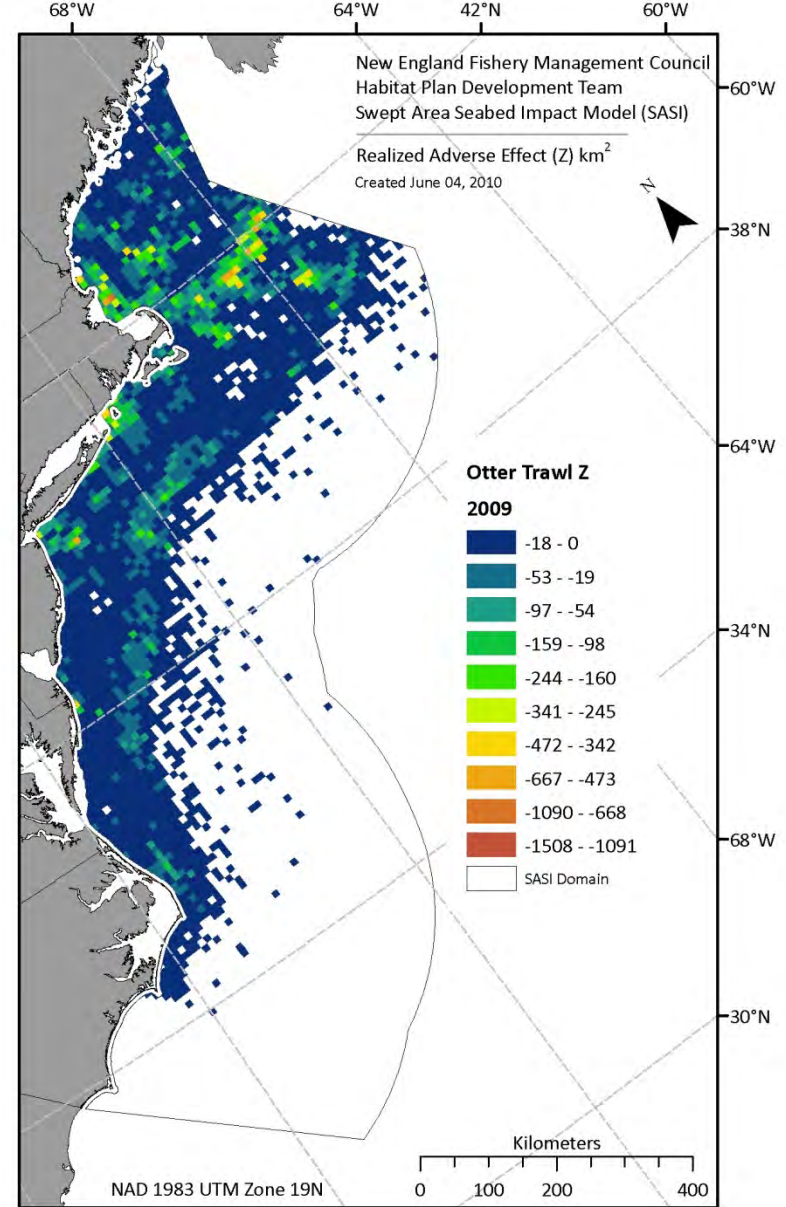 68°W 64°W 42°N 60°W
New England Fishery Management Council
Habitat Plan Development Team
Swept Area Seabed Impact Model (SASI)
Realized Adverse Effect (Z) km²
Created June 04, 2010
N
60°W
38°N
64°W
34°N
68°W
30°N
Otter Trawl Z
2009
-18 - 0
-53 - -19
-97 - -54
-159 - -98
-244 - -160
-341 - -245
-472 - -342
-667 - -473
-1090 - -668
-1508 - -1091
SASI Domain
Kilometers
0 100 200 400
NAD 1983 UTM Zone 19N